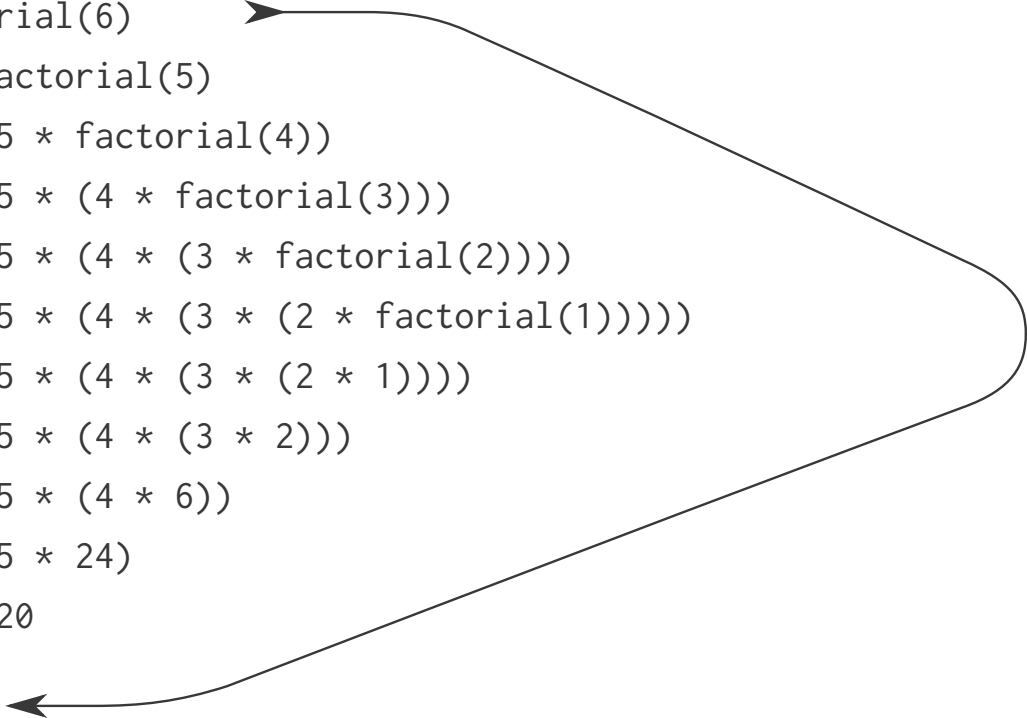 rial(6)
actorial(5)
5 * factorial(4))
5 * (4 * factorial(3)))
5 * (4 * (3 * factorial(2))))
5 * (4 * (3 * (2 * factorial(1)))))
5 * (4 * (3 * (2 * 1))))
5 * (4 * (3 * 2)))
5 * (4 * 6))
5 * 24)
20